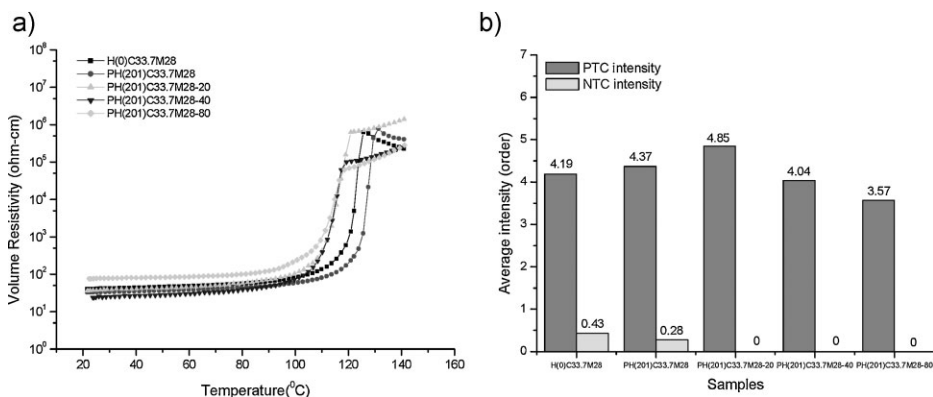 a)
Volume Resistivity (ohm-cm)
10^8
10^7
10^6
10^5
10^4
10^3
10^2
10^1
10^0
H(0)C33.7M28
PH(201)C33.7M28
PH(201)C33.7M28-20
PH(201)C33.7M28-40
PH(201)C33.7M28-80
20 40 60 80 100 120 140 160
Temperature(⁰C)
b)
Average intensity (order)
7
6
5
4
3
2
1
0
PTC intensity
NTC intensity
4.19 4.37 4.85 4.04 3.57
0.43 0.28 0 0 0
H(0)C33.7M28 PH(201)C33.7M28 PH(201)C33.7M28-20 PH(201)C33.7M28-40 PH(201)C33.7M28-80
Samples